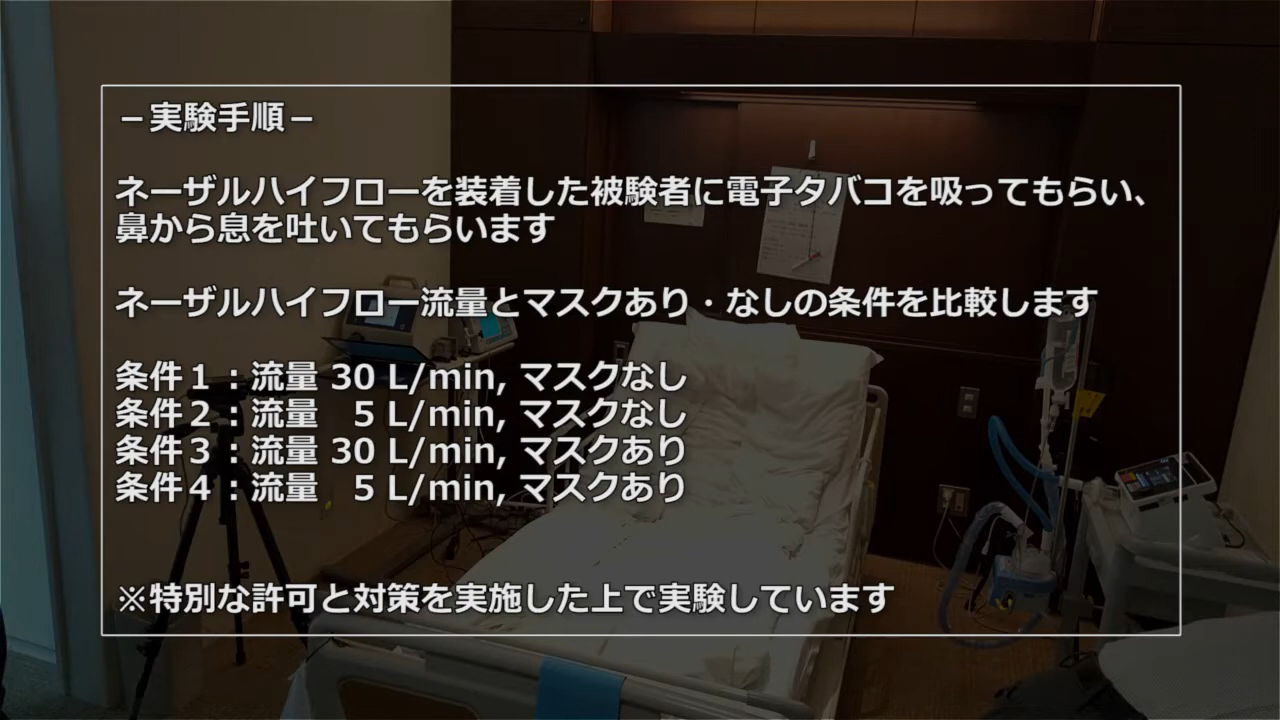 －実験手順－
ネーザルハイフローを装着した被験者に電子タバコを吸ってもらい、
鼻から息を吐いてもらいます
ネーザルハイフロー流量とマスクあり・なしの条件を比較します
条件１：流量 30 L/min, マスクなし
条件２：流量　5 L/min, マスクなし
条件３：流量 30 L/min, マスクあり
条件４：流量　5 L/min, マスクあり
※特別な許可と対策を実施した上で実験しています